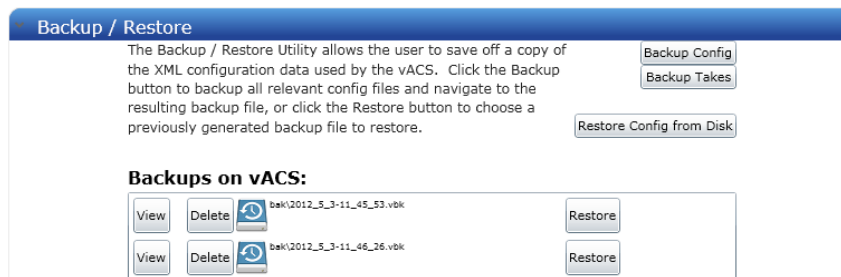 Backup / Restore
The Backup / Restore Utility allows the user to save off a copy of
the XML configuration data used by the vACS.  Click the Backup
button to backup all relevant config files and navigate to the
resulting backup file, or click the Restore button to choose a
previously generated backup file to restore.
Backup Config
Backup Takes
Restore Config from Disk
Backups on vACS:
View Delete bak\2012_5_3-11_45_53.vbk Restore
View Delete bak\2012_5_3-11_46_26.vbk Restore